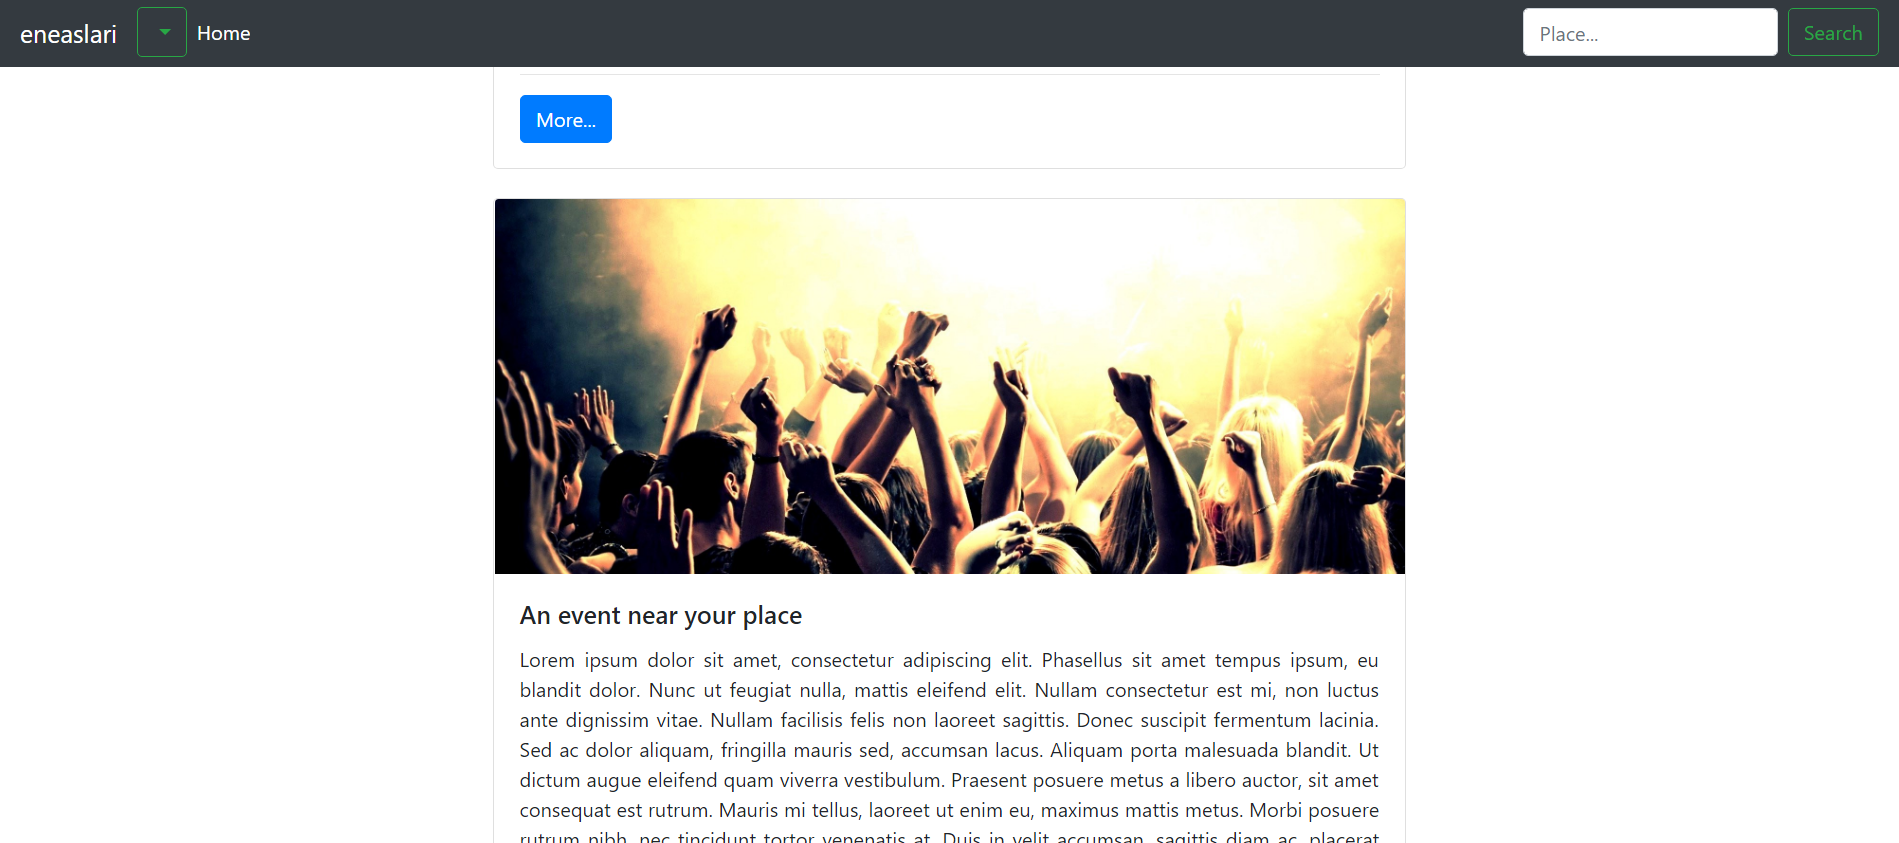 eneaslari Home Place... Search
More...
An event near your place
Lorem ipsum dolor sit amet, consectetur adipiscing elit. Phasellus sit amet tempus ipsum, eu
blandit dolor. Nunc ut feugiat nulla, mattis eleifend elit. Nullam consectetur est mi, non luctus
ante dignissim vitae. Nullam facilisis felis non laoreet sagittis. Donec suscipit fermentum lacinia.
Sed ac dolor aliquam, fringilla mauris sed, accumsan lacus. Aliquam porta malesuada blandit. Ut
dictum augue eleifend quam viverra vestibulum. Praesent posuere metus a libero auctor, sit amet
consequat est rutrum. Mauris mi tellus, laoreet ut enim eu, maximus mattis metus. Morbi posuere
rutrum nibh, nec tincidunt tortor venenatis at. Duis in velit accumsan, sagittis diam ac, placerat